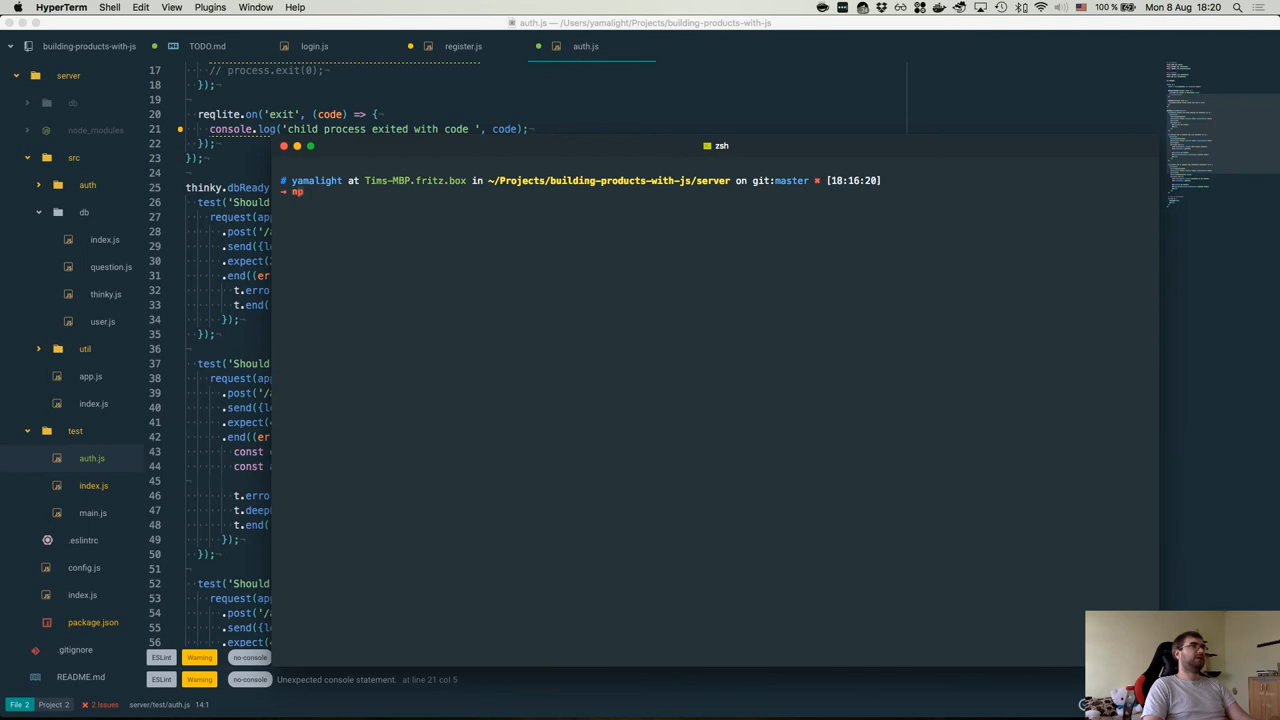 HyperTerm File Edit View Plugins Window Help
100 % Mon 8 Aug 18:20
auth.js — /Users/yamalight/Projects/building-products-with-js
building-products-with-js TODO.md login.js register.js auth.js
server
db
node_modules
src
auth
db
index.js
question.js
thinky.js
user.js
util
app.js
index.js
test
auth.js
index.js
main.js
.eslintrc
config.js
index.js
package.json
.gitignore
README.md
17 // process.exit(0);
18 });
19
20 reqlite.on('exit', (code) => {
21 console.log('child process exited with code ', code);
22 });
23 });
24
25 thinky.dbReady
26 test('Should
27 request(ap
28 .post('/a
29 .send({lo
30 .expect(2
31 .end((er
32 t.erro
33 t.end(
34 });
35 });
36
37 test('Should
38 request(ap
39 .post('/a
40 .send({lo
41 .expect(4
42 .end((er
43 const
44 const a
45
46 t.erro
47 t.deep
48 t.end(
49 });
50 });
51
52 test('Should
53 request(ap
54 .post('/a
55 .send({lo
56 .expect(4
zsh
# yamalight at Tims-MBP.fritz.box in ~/Projects/building-products-with-js/server on git:master ✖ [18:16:20]
→ np
ESLint Warning no-console
ESLint Warning no-console Unexpected console statement. at line 21 col 5
File 2 Project 2 2 Issues server/test/auth.js 14:1